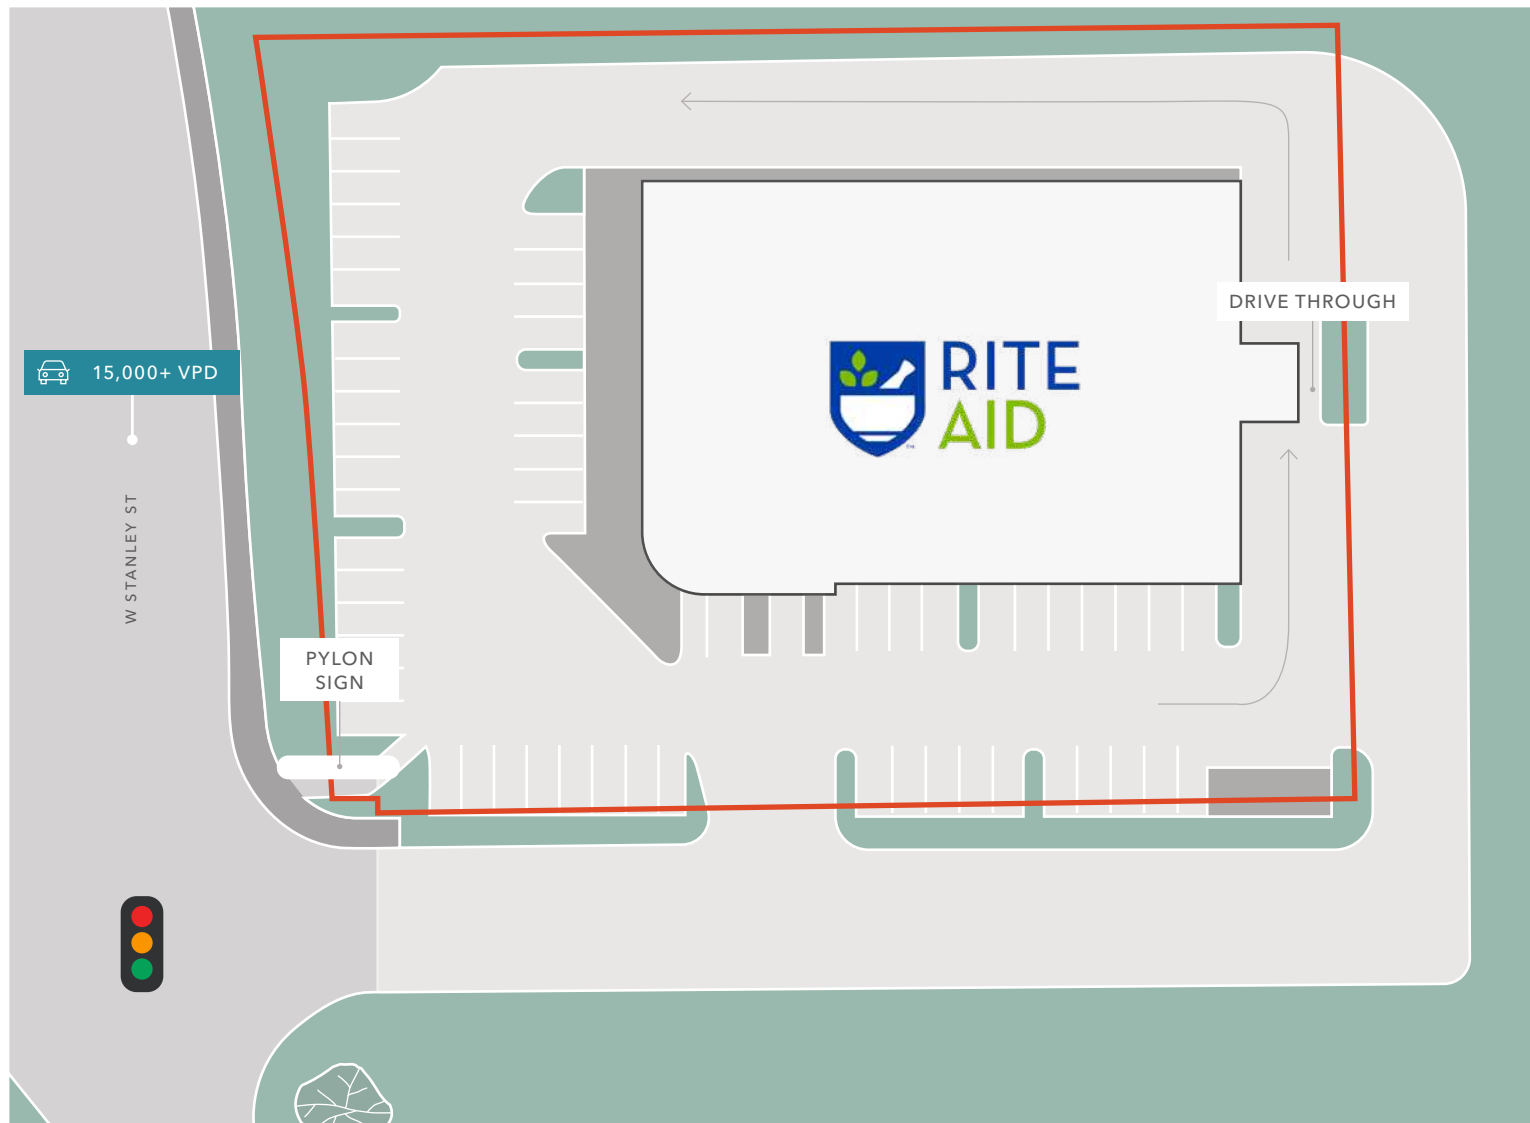 DRIVE THROUGH
RITE
AID
15,000+ VPD
W STANLEY ST
PYLON
SIGN